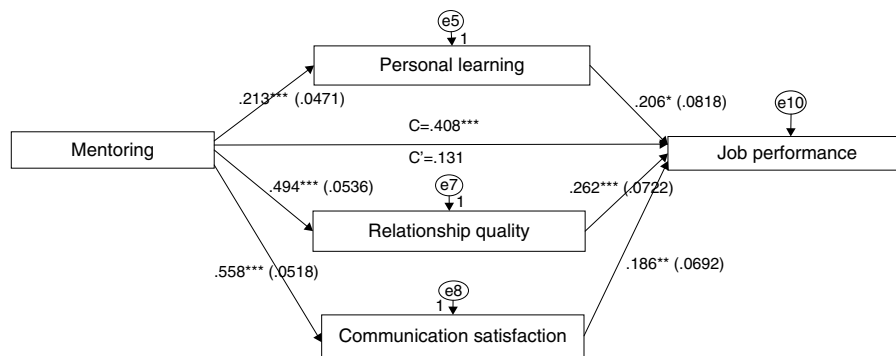 e5
1
Personal learning
.213*** (.0471)
.206* (.0818)
e10
C=.408***
Mentoring
Job performance
C'=.131
.494*** (.0536)
e7
1
.262*** (.0722)
Relationship quality
.558*** (.0518)
.186** (.0692)
e8
1
Communication satisfaction